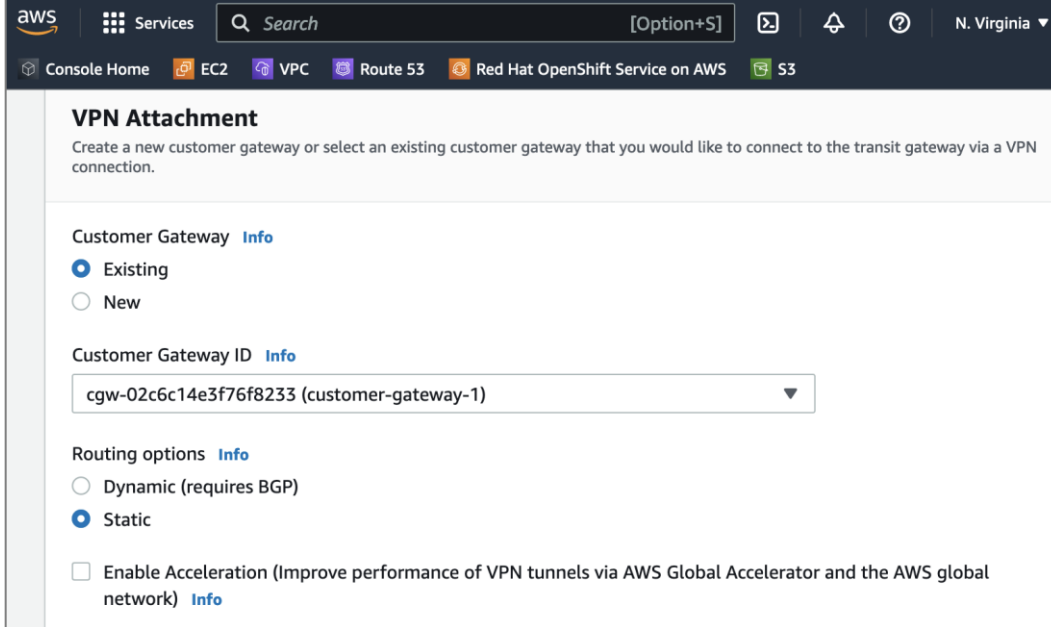 aws Services Search [Option+S] N. Virginia
Console Home EC2 VPC Route 53 Red Hat OpenShift Service on AWS S3
VPN Attachment
Create a new customer gateway or select an existing customer gateway that you would like to connect to the transit gateway via a VPN
connection.
Customer Gateway Info
Existing
New
Customer Gateway ID Info
cgw-02c6c14e3f76f8233 (customer-gateway-1)
Routing options Info
Dynamic (requires BGP)
Static
Enable Acceleration (Improve performance of VPN tunnels via AWS Global Accelerator and the AWS global
network) Info